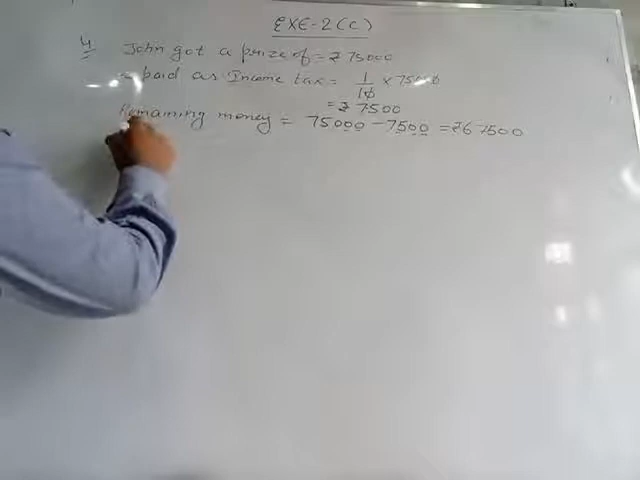 EXE-2(C)
4 John got a prize of = ₹ 75000
paid as Income tax = 1/10 × 75000
= ₹ 7500
Remaining money = 75000 - 7500 = ₹67500